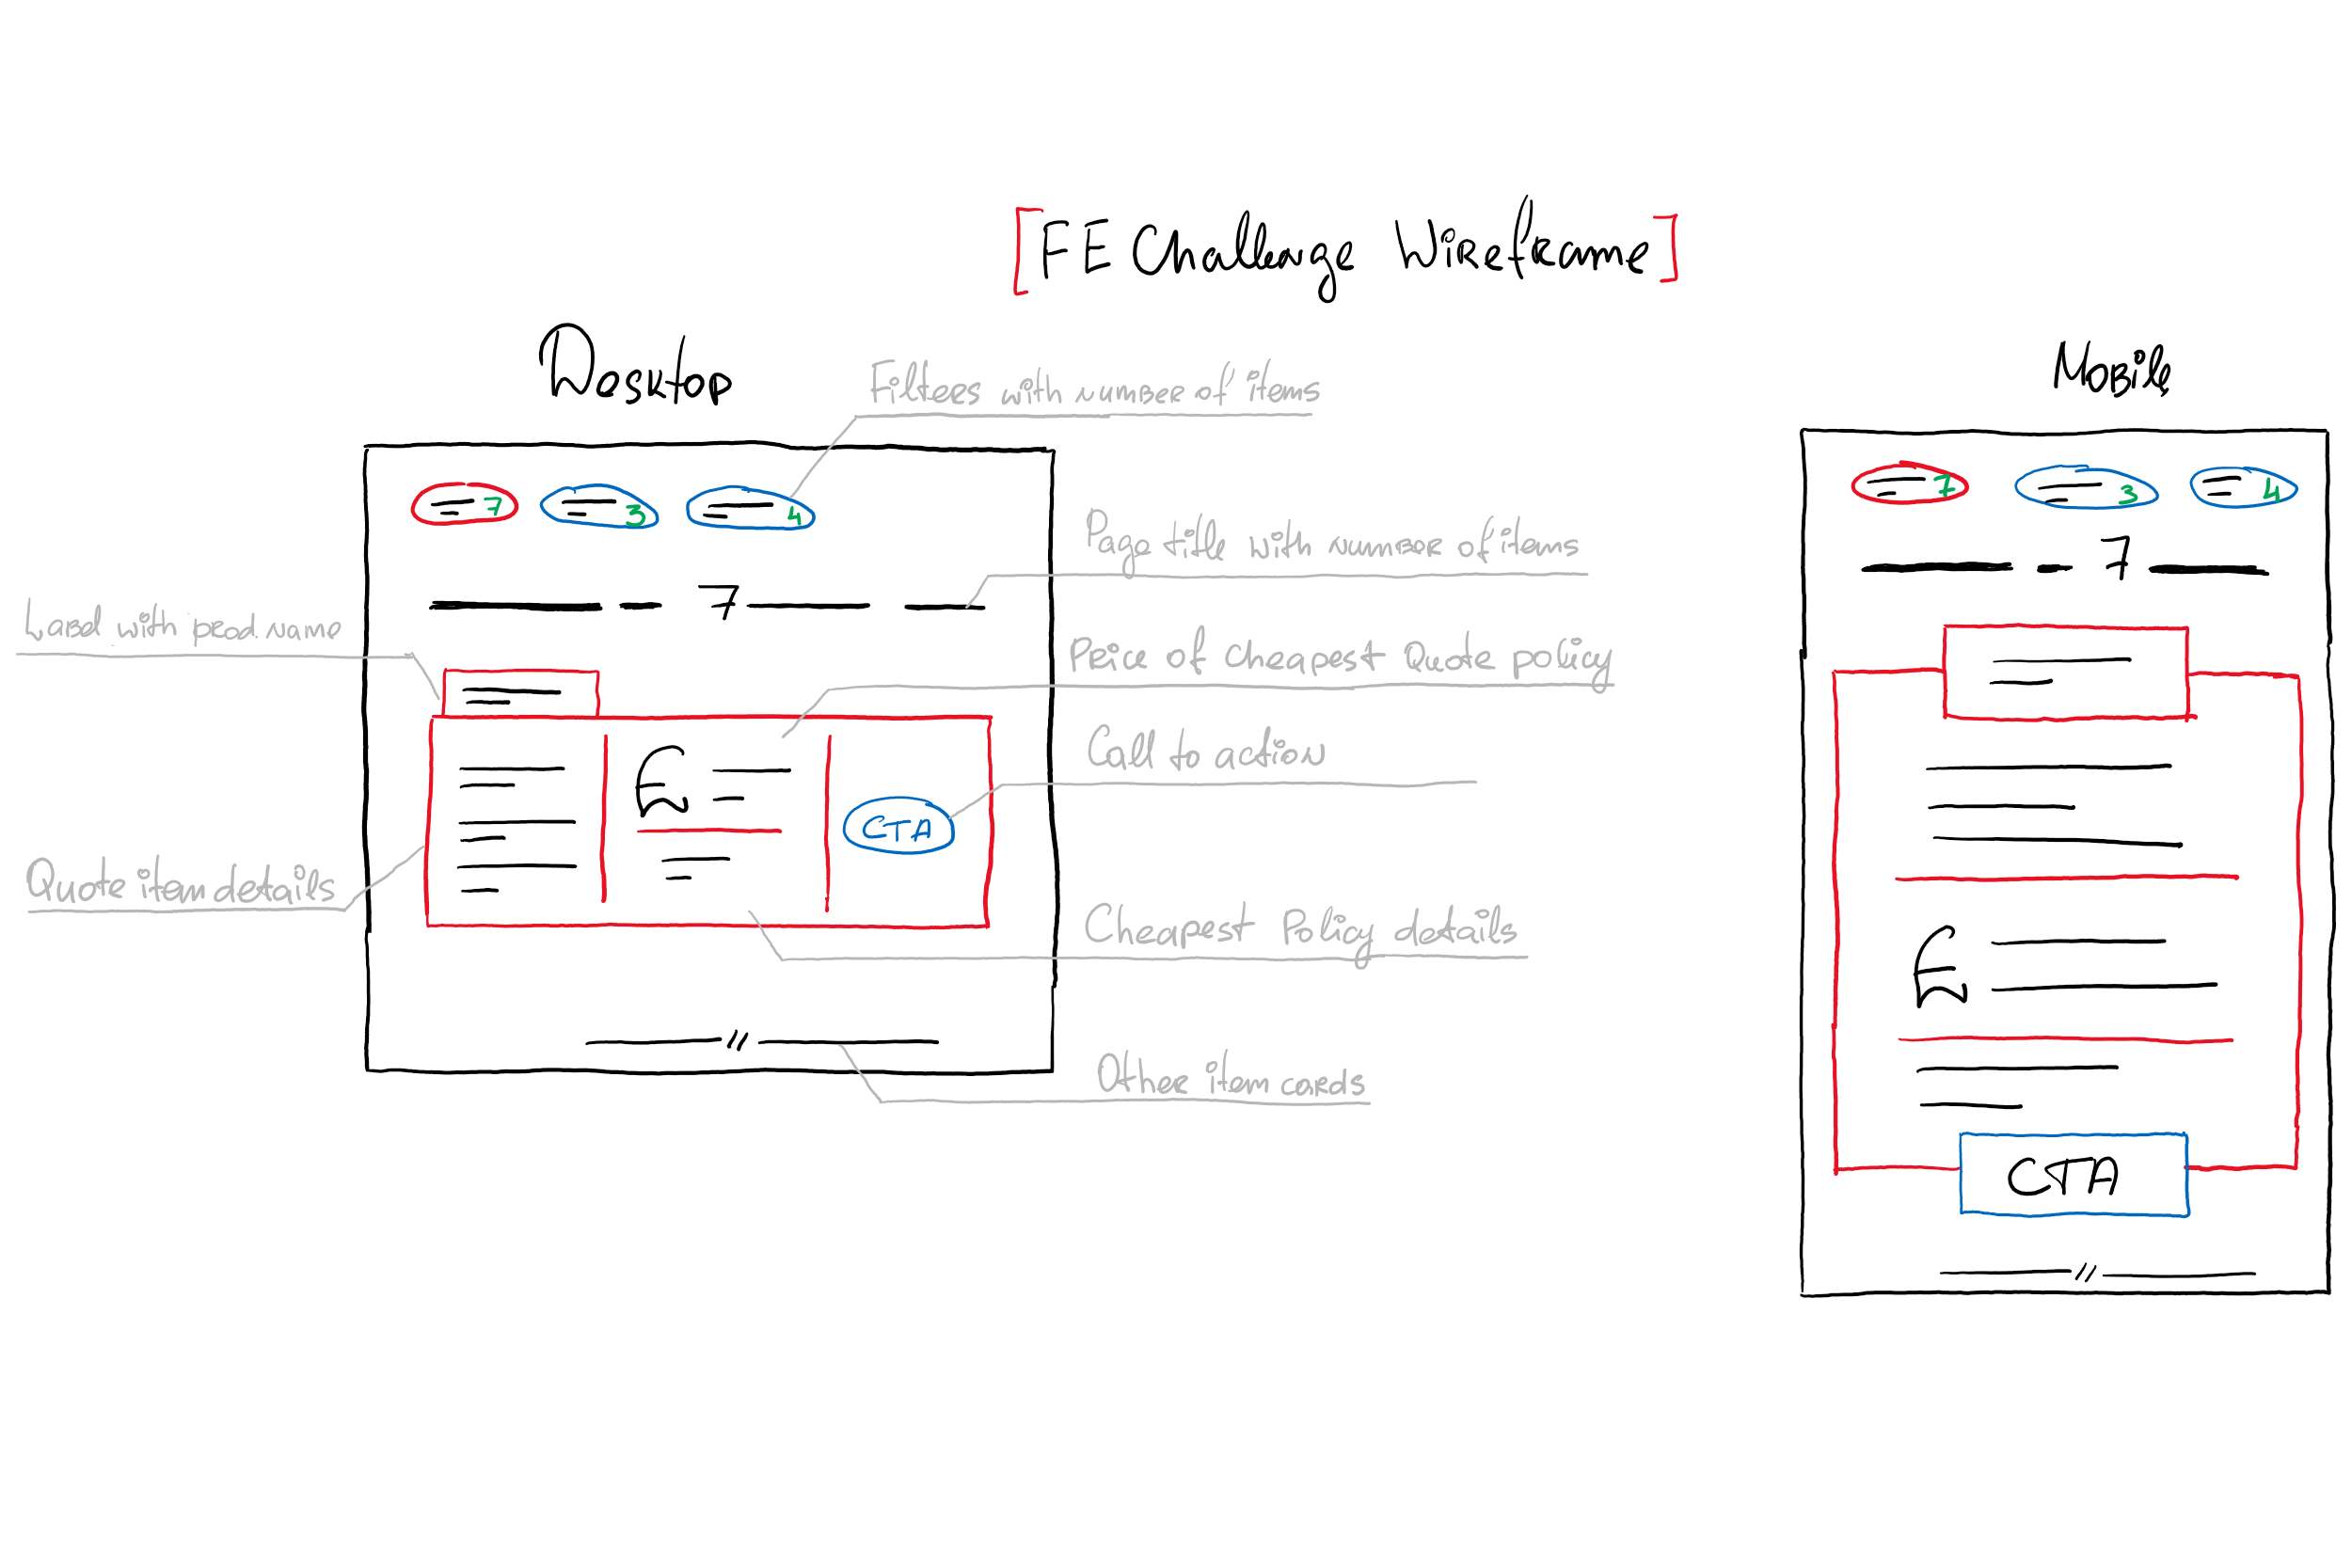 [FE Challenge Wireframe]
Desktop
Filters with number of items
7
3
4
Page title with number of items
7
Label with prod. name
Price of cheapest Quote policy
£
Call to action
CTA
Quote item details
Cheapest Policy details
//
Other item cards
Mobile
7
3
4
7
£
CTA
//